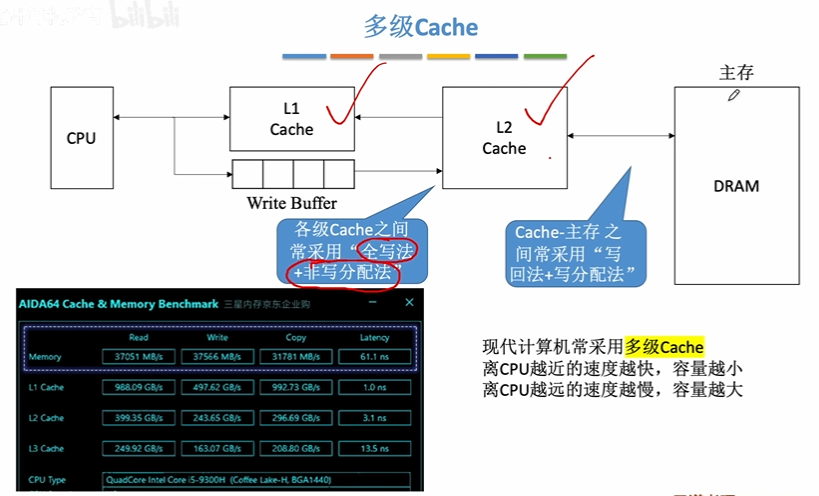 bilibili
多级Cache
主存
CPU
L1
Cache
L2
Cache
DRAM
Write Buffer
各级Cache之间
常采用“全写法
+非写分配法”
Cache-主存 之
间常采用“写
回法+写分配法”
AIDA64 Cache & Memory Benchmark 三星内存京东企业购
Read Write Copy Latency
Memory 37051 MB/s 37566 MB/s 31781 MB/s 61.1 ns
L1 Cache 988.09 GB/s 497.62 GB/s 992.73 GB/s 1.0 ns
L2 Cache 399.35 GB/s 243.65 GB/s 296.69 GB/s 3.1 ns
L3 Cache 249.92 GB/s 163.07 GB/s 208.80 GB/s 13.5 ns
CPU Type QuadCore Intel Core i5-9300H (Coffee Lake-H, BGA1440)
现代计算机常采用多级Cache
离CPU越近的速度越快，容量越小
离CPU越远的速度越慢，容量越大